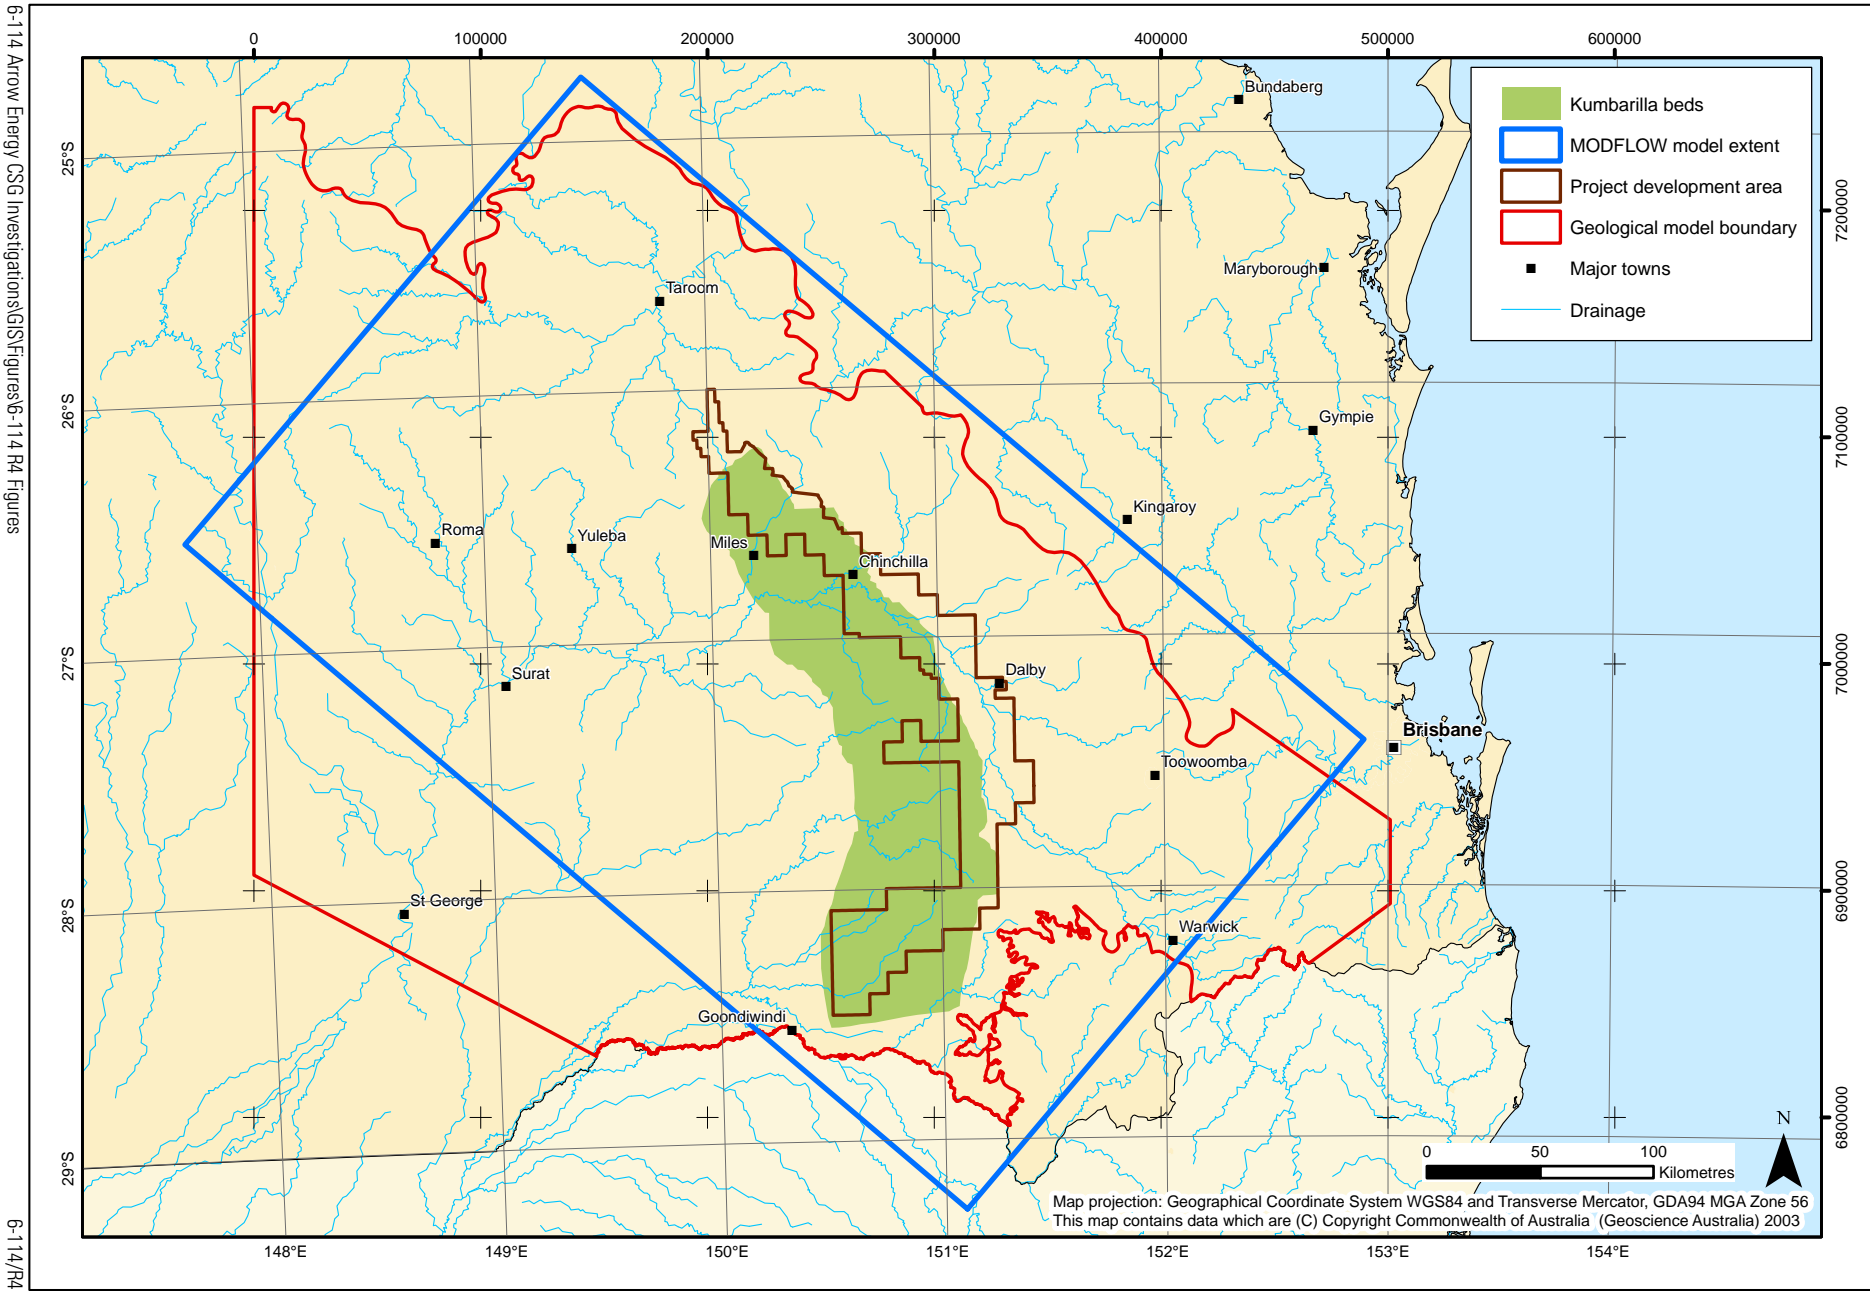 6-114 Arrow Energy CSG Investigations\GIS\Figures\6-114 R4 Figures
6-114/R4
0
100000
200000
300000
400000
500000
600000
25°S
26°S
27°S
28°S
29°S
7200000
7100000
7000000
6900000
6800000
148°E
149°E
150°E
151°E
152°E
153°E
154°E
Kumbarilla beds
MODFLOW model extent
Project development area
Geological model boundary
Major towns
Drainage
Bundaberg
Maryborough
Taroom
Gympie
Kingaroy
Roma
Yuleba
Miles
Chinchilla
Surat
Dalby
Brisbane
Toowoomba
St George
Warwick
Goondiwindi
N
0
50
100
Kilometres
Map projection: Geographical Coordinate System WGS84 and Transverse Mercator, GDA94 MGA Zone 56
This map contains data which are (C) Copyright Commonwealth of Australia (Geoscience Australia) 2003